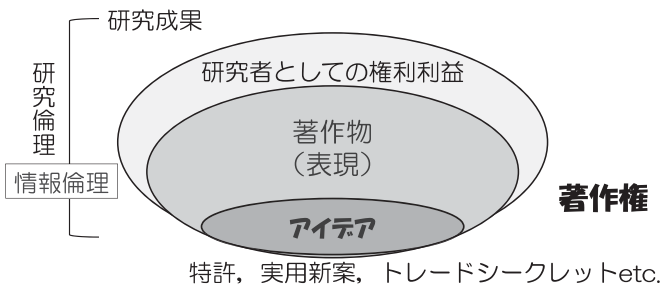 研究成果
研究者としての権利利益
研究倫理
著作物
（表現）
情報倫理
著作権
アイデア
特許，実用新案，トレードシークレットetc.